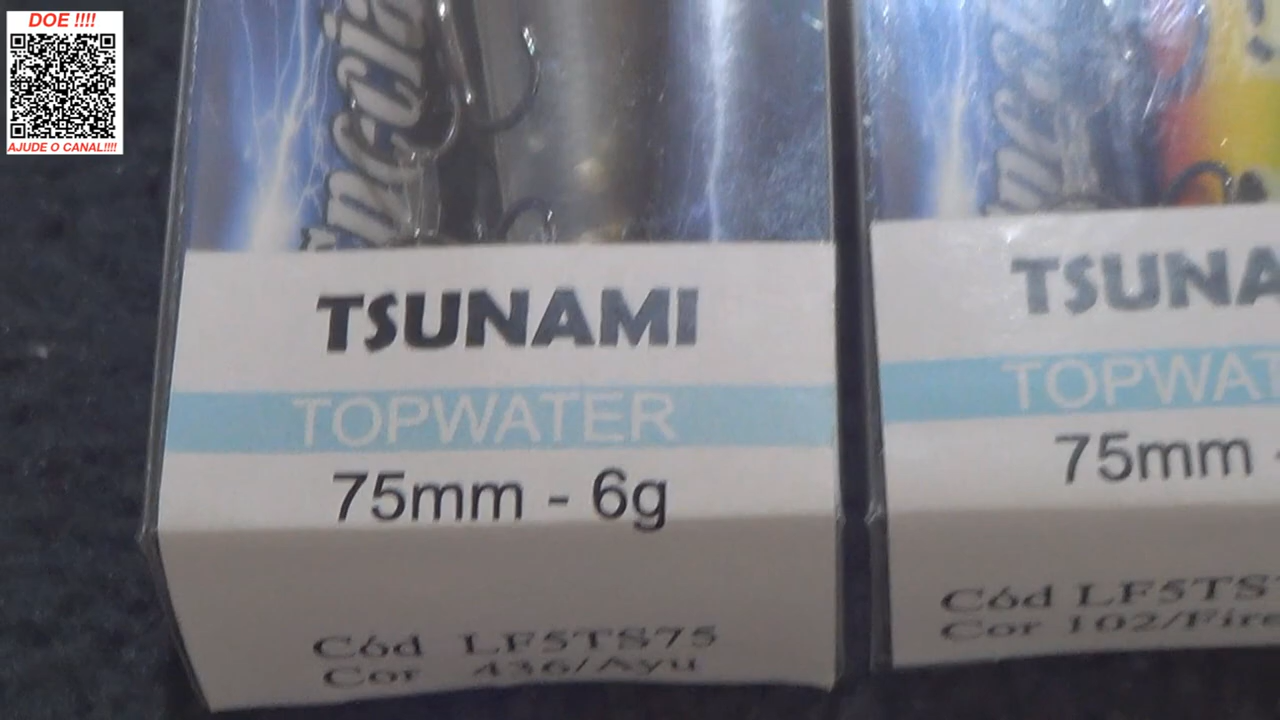 DOE !!!!
AJUDE O CANAL!!!!
TSUNAMI
TOPWATER
75mm - 6g
Cód LF5TS75
Cor 436/Ayu
TSUNA
TOPWAT
75mm -
Cód LF5TS
Cor 102/Fire